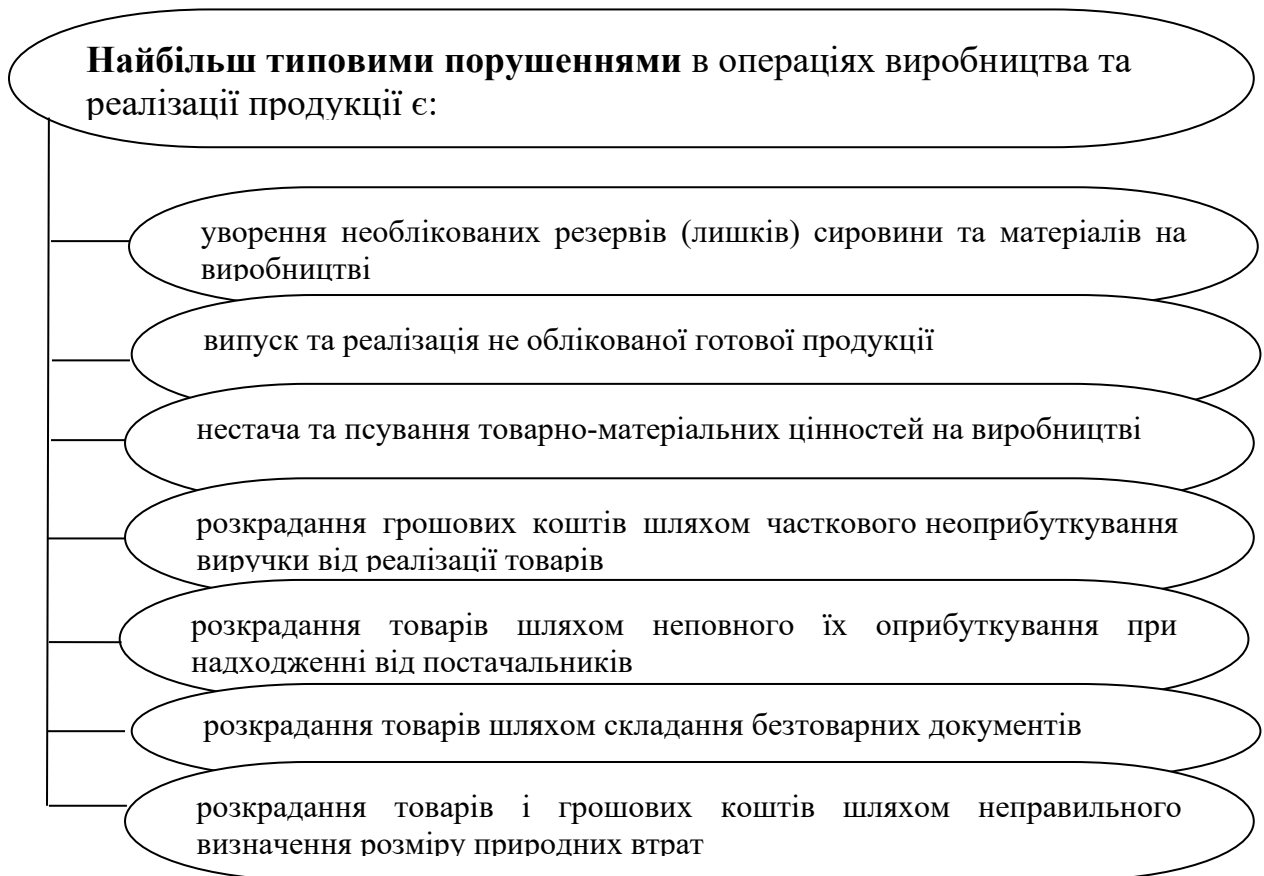 Найбільш типовими порушеннями в операціях виробництва та
реалізації продукції є:
уворення необлікованих резервів (лишків) сировини та матеріалів на
виробництві
випуск та реалізація не облікованої готової продукції
нестача та псування товарно-матеріальних цінностей на виробництві
розкрадання грошових коштів шляхом часткового неоприбуткування
виручки від реалізації товарів
розкрадання товарів шляхом неповного їх оприбуткування при
надходженні від постачальників
розкрадання товарів шляхом складання безтоварних документів
розкрадання товарів і грошових коштів шляхом неправильного
визначення розміру природних втрат